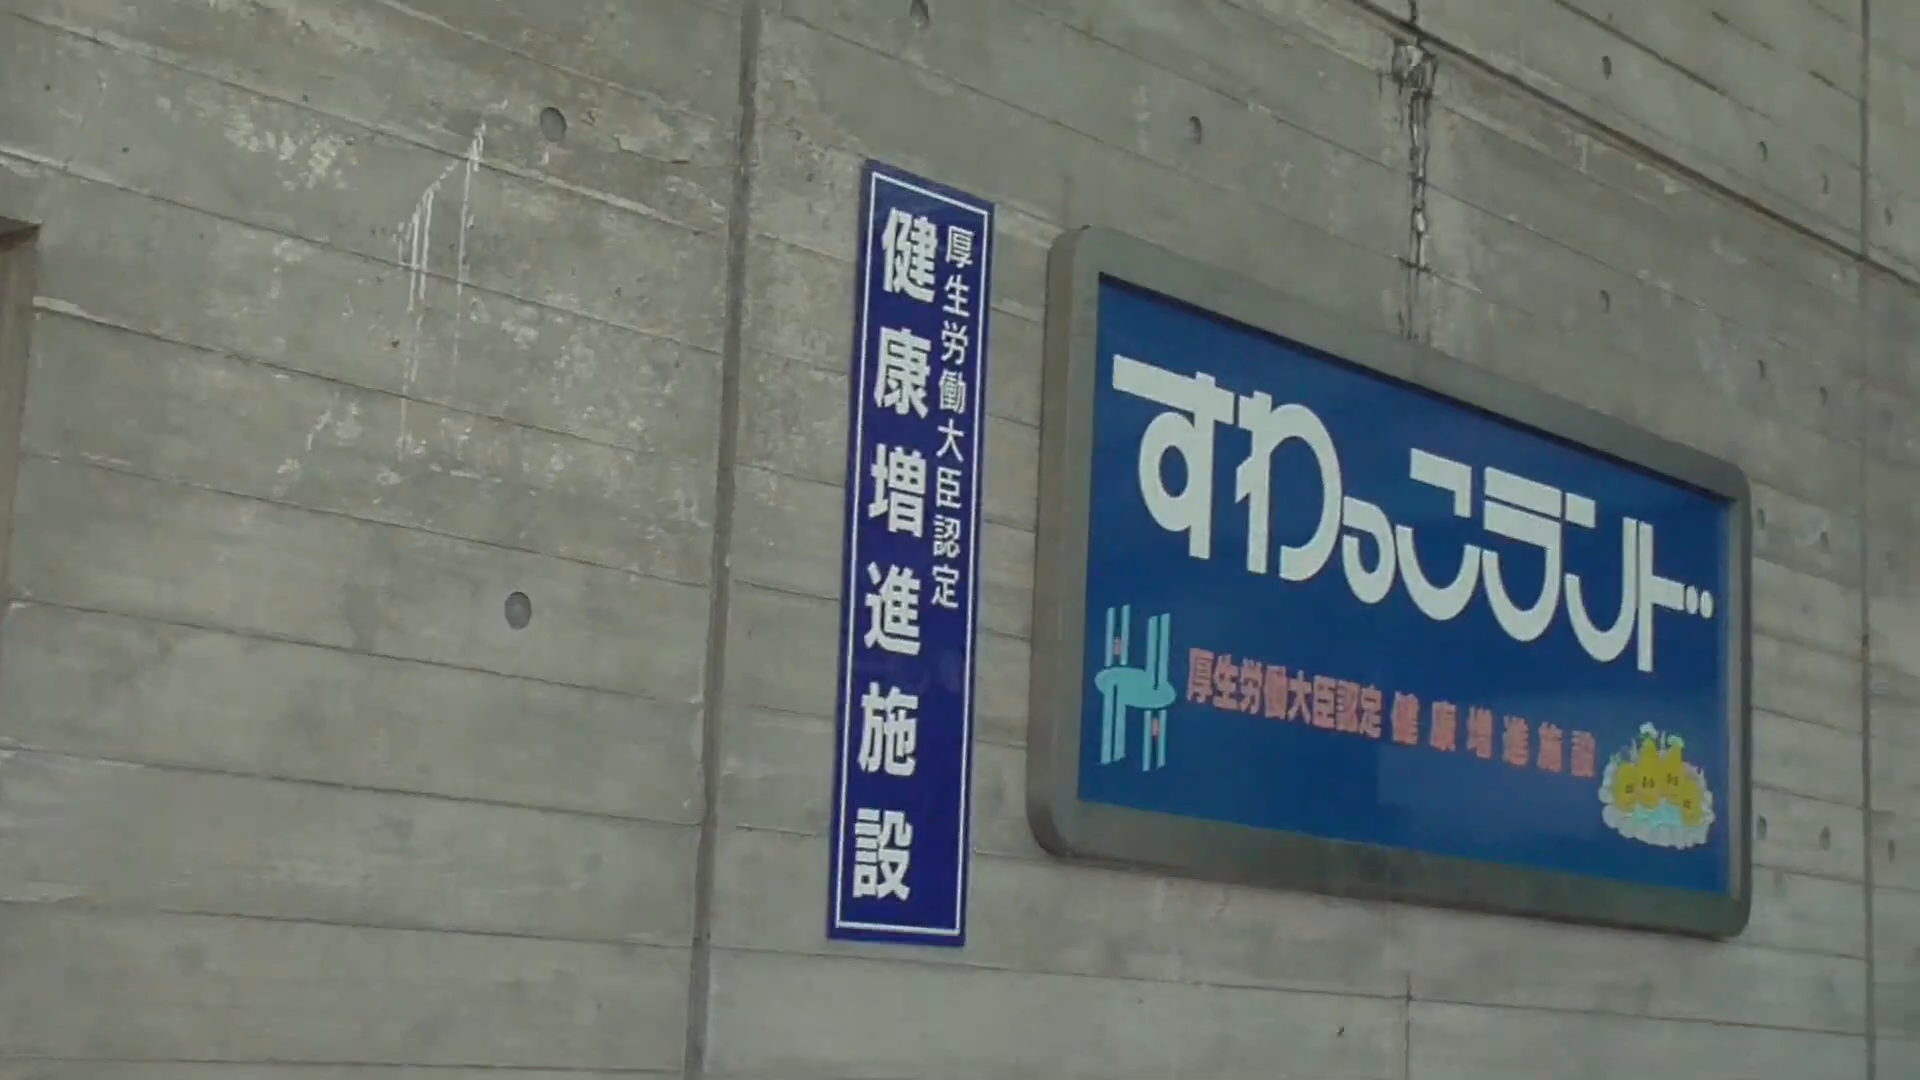 厚生労働大臣認定
健康増進施設
すわっこランド
厚生労働大臣認定 健康増進施設